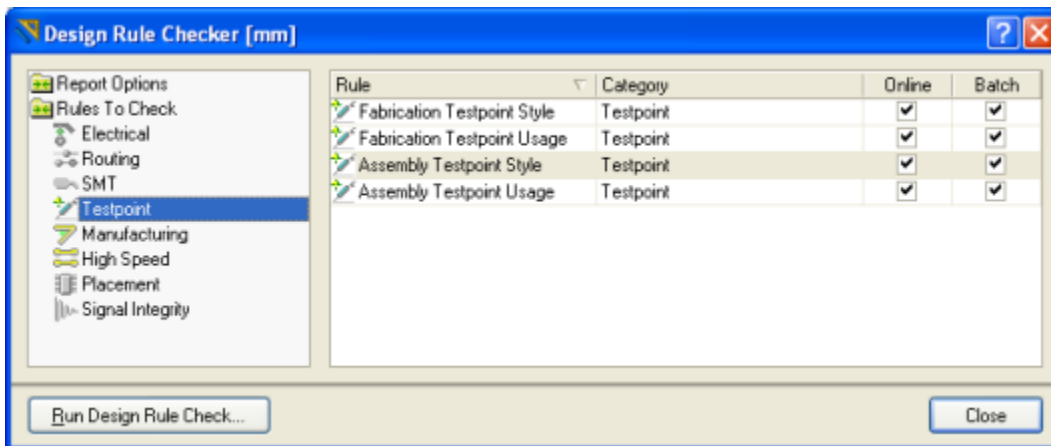 Design Rule Checker [mm]
Report Options
Rules To Check
Electrical
Routing
SMT
Testpoint
Manufacturing
High Speed
Placement
Signal Integrity
Rule Category Online Batch
Fabrication Testpoint Style Testpoint
Fabrication Testpoint Usage Testpoint
Assembly Testpoint Style Testpoint
Assembly Testpoint Usage Testpoint
Run Design Rule Check...
Close